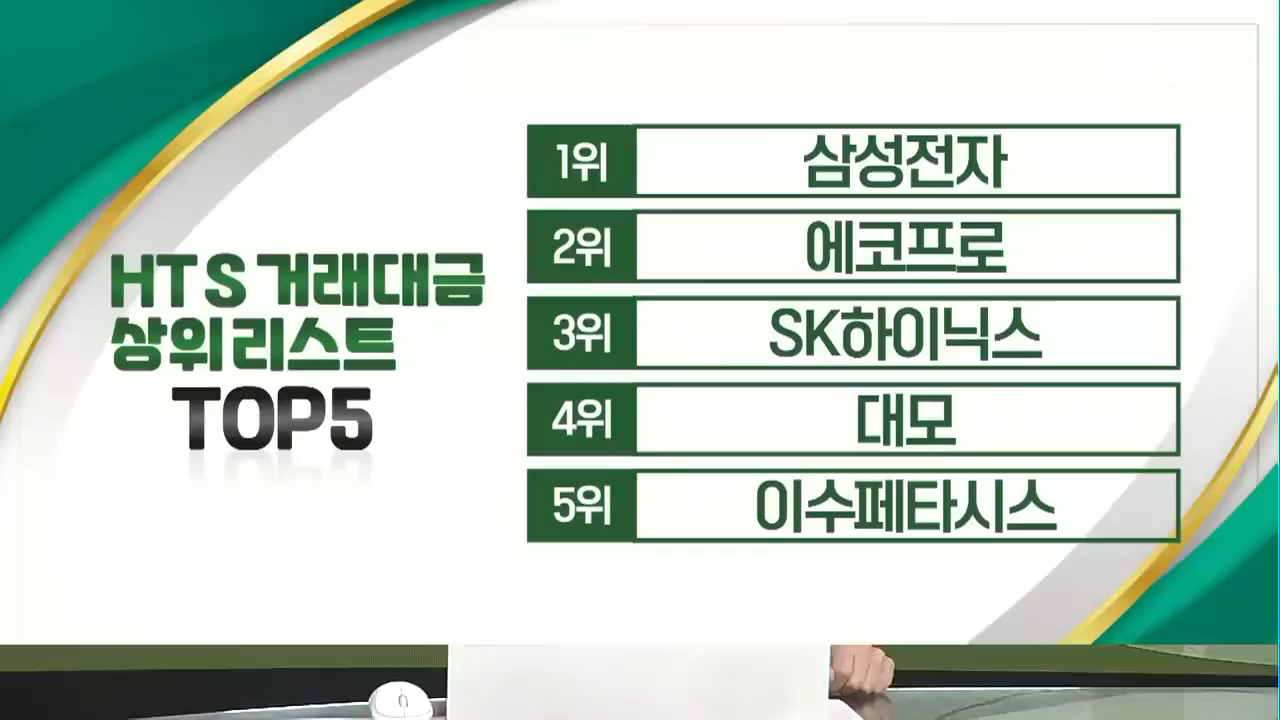 HTS 거래대금
상위 리스트
TOP5
1위 삼성전자
2위 에코프로
3위 SK하이닉스
4위 대모
5위 이수페타시스